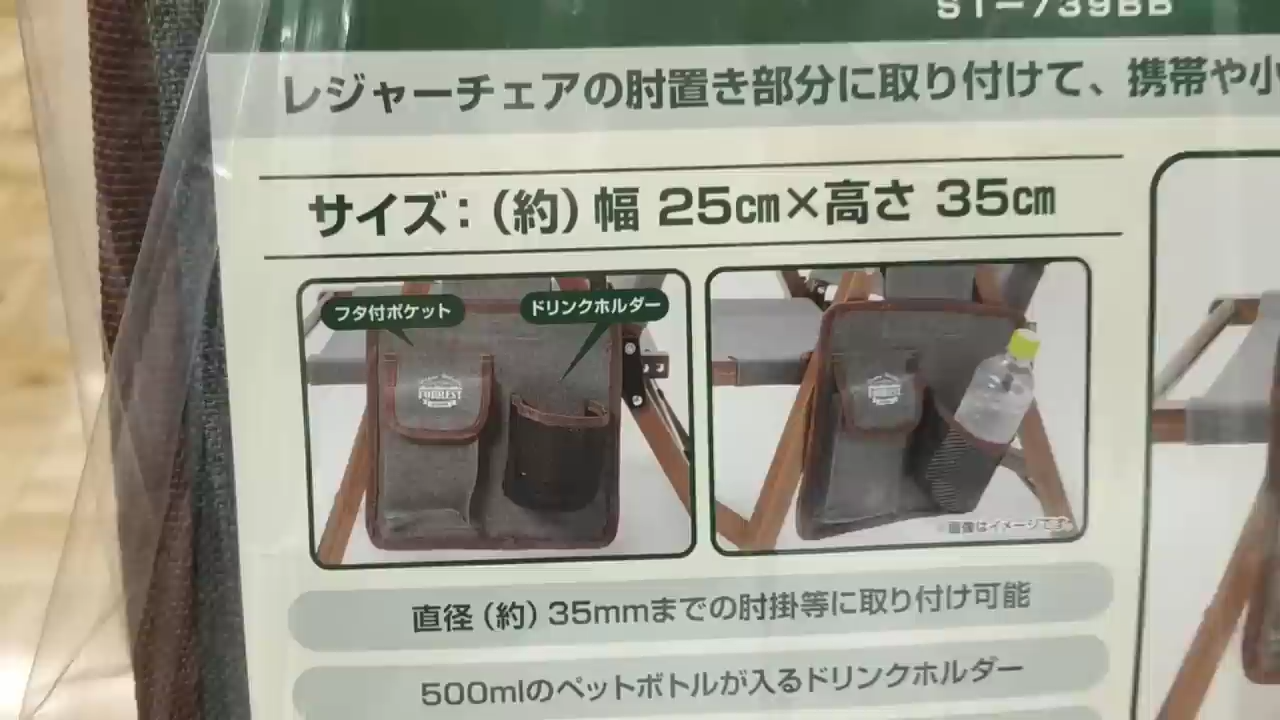 ST-739BB
レジャーチェアの肘置き部分に取り付けて、携帯や小
サイズ:(約)幅 25㎝×高さ 35㎝
フタ付ポケット
ドリンクホルダー
FORREST
FORREST
※画像はイメージです
直径(約)35mmまでの肘掛等に取り付け可能
500mlのペットボトルが入るドリンクホルダー